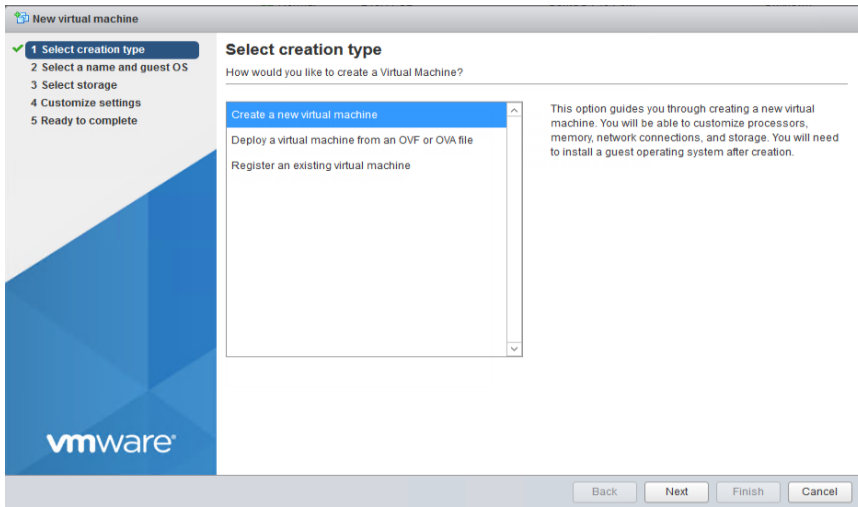 New virtual machine
1 Select creation type
2 Select a name and guest OS
3 Select storage
4 Customize settings
5 Ready to complete
Select creation type
How would you like to create a Virtual Machine?
Create a new virtual machine
Deploy a virtual machine from an OVF or OVA file
Register an existing virtual machine
This option guides you through creating a new virtual
machine. You will be able to customize processors,
memory, network connections, and storage. You will need
to install a guest operating system after creation.
vmware
Back Next Finish Cancel